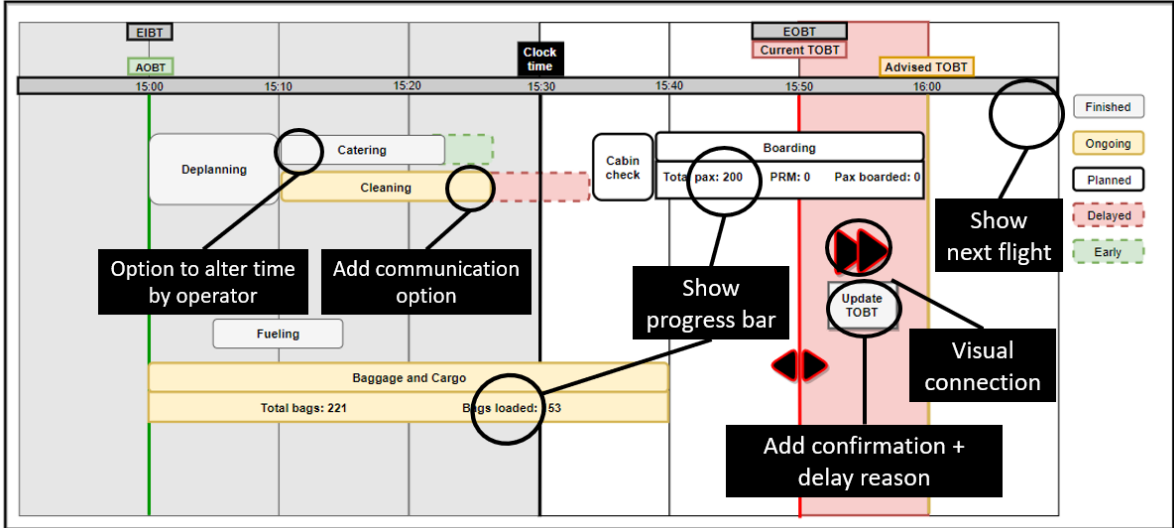 EIBT
EOBT
Clock
time
Current TOBT
AOBT
Advised TOBT
15:00
15:10
15:20
15:30
15:40
15:50
16:00
Finished
Ongoing
Planned
Delayed
Early
Deplanning
Catering
Cleaning
Cabin
check
Boarding
Total pax: 200
PRM: 0
Pax boarded: 0
Show
next flight
Option to alter time
by operator
Add communication
option
Show
progress bar
Update
TOBT
Visual
connection
Fueling
Baggage and Cargo
Total bags: 221
Bags loaded: 53
Add confirmation +
delay reason